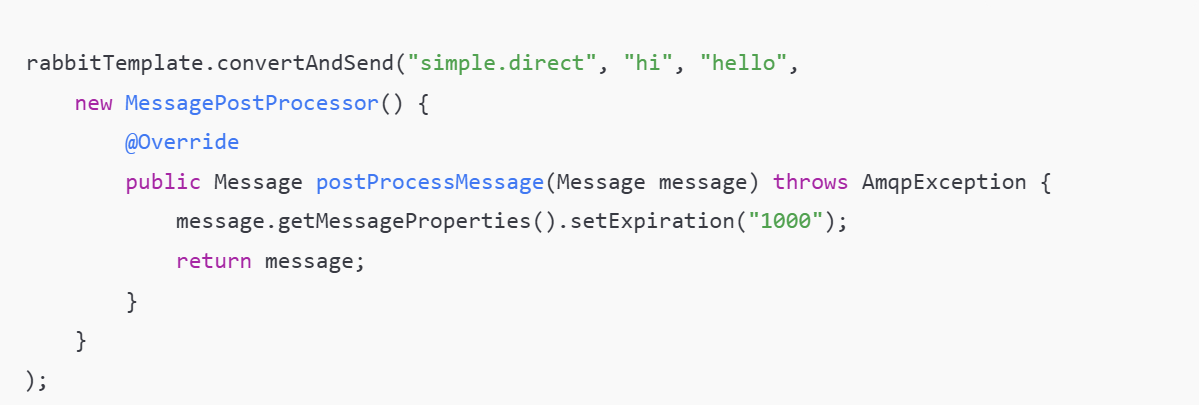 rabbitTemplate.convertAndSend("simple.direct", "hi", "hello",
    new MessagePostProcessor() {
        @Override
        public Message postProcessMessage(Message message) throws AmqpException {
            message.getMessageProperties().setExpiration("1000");
            return message;
        }
    }
);